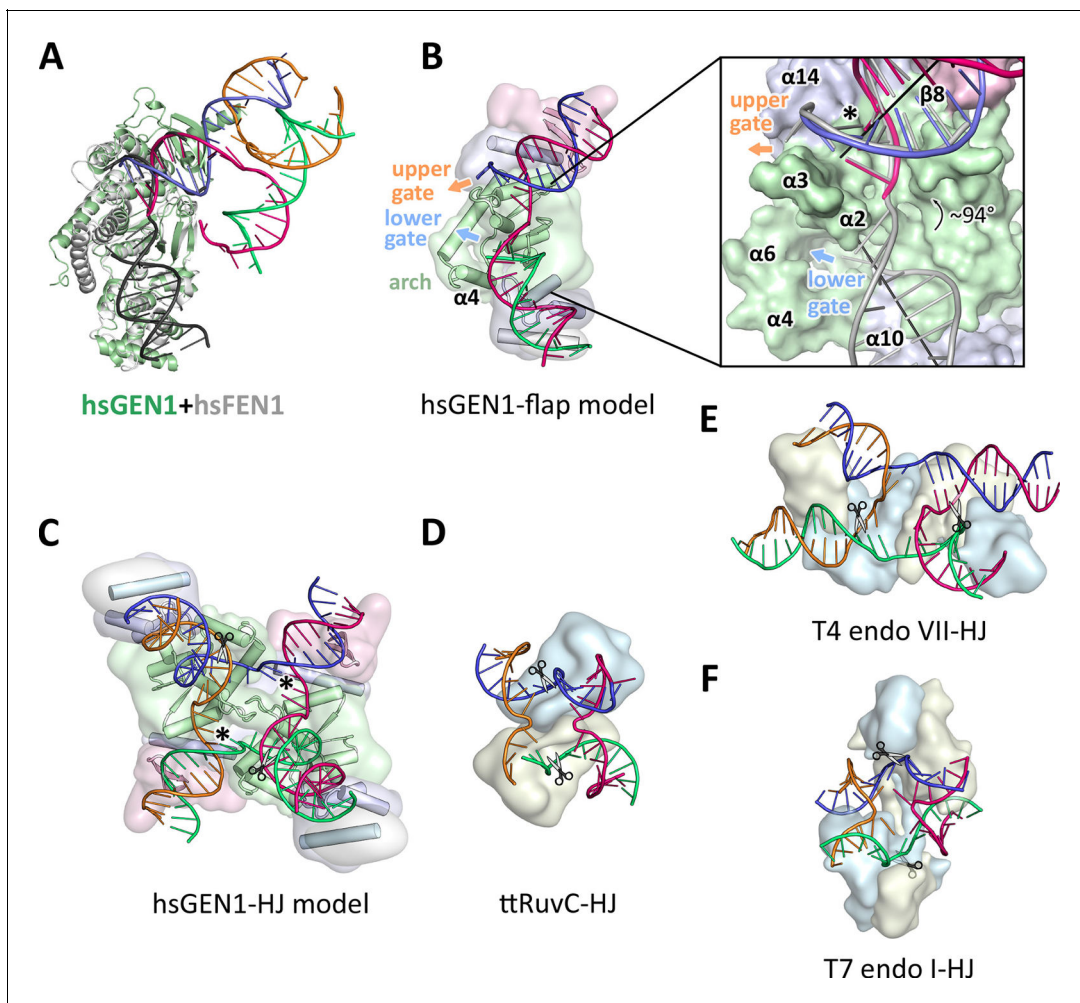 A
hsGEN1+hsFEN1
B
upper
gate
lower
gate
arch
α4
hsGEN1-flap model
α14
upper
gate
*
β8
α3
α2
~94°
α6
lower
gate
α4
α10
C
*
*
hsGEN1-HJ model
D
ttRuvC-HJ
E
T4 endo VII-HJ
F
T7 endo I-HJ